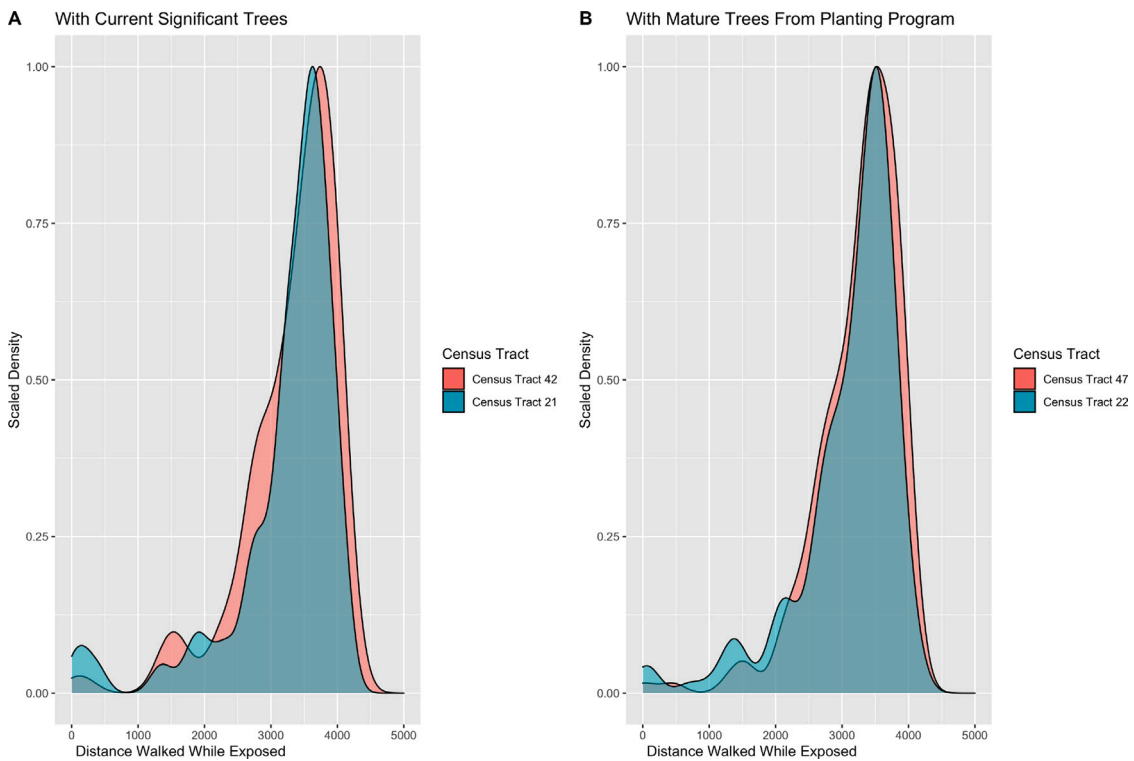 A With Current Significant Trees
1.00
0.75
0.50
0.25
0.00
Scaled Density
0 1000 2000 3000 4000 5000
Distance Walked While Exposed
Census Tract
Census Tract 42
Census Tract 21
B With Mature Trees From Planting Program
1.00
0.75
0.50
0.25
0.00
Scaled Density
0 1000 2000 3000 4000 5000
Distance Walked While Exposed
Census Tract
Census Tract 47
Census Tract 22